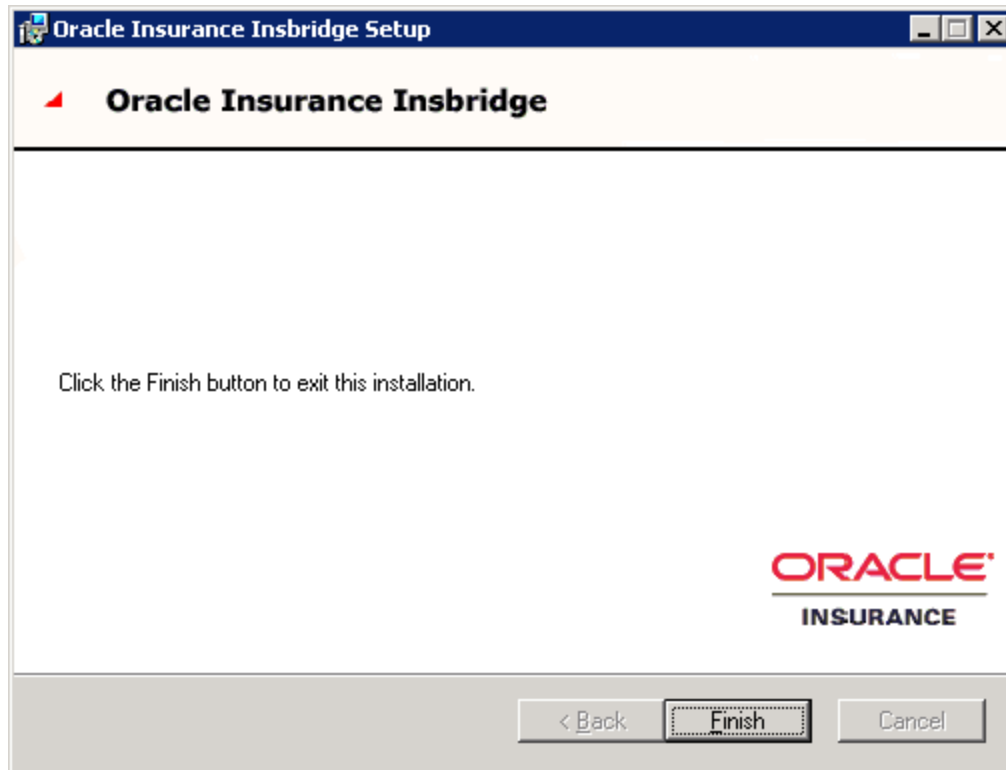 Oracle Insurance Insbridge Setup
Oracle Insurance Insbridge
Click the Finish button to exit this installation.
ORACLE
INSURANCE
< Back
Finish
Cancel